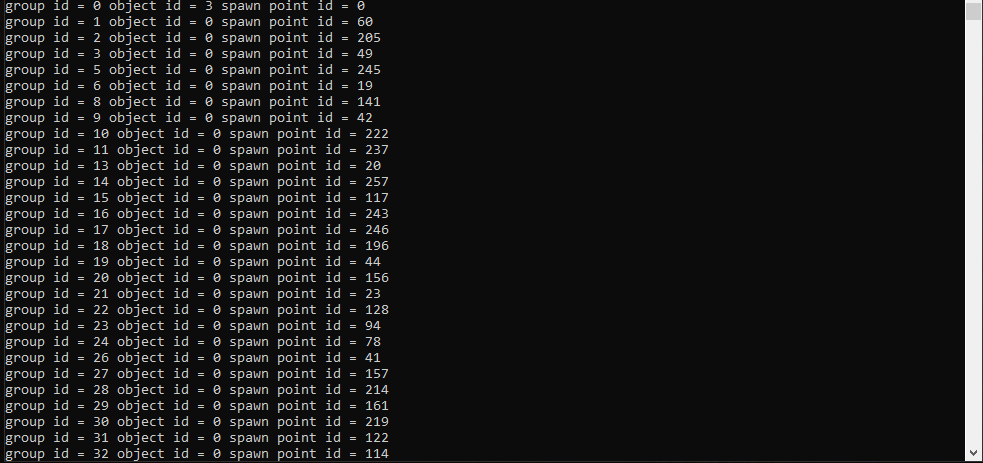 group id = 0 object id = 3 spawn point id = 0
group id = 1 object id = 0 spawn point id = 60
group id = 2 object id = 0 spawn point id = 205
group id = 3 object id = 0 spawn point id = 49
group id = 5 object id = 0 spawn point id = 245
group id = 6 object id = 0 spawn point id = 19
group id = 8 object id = 0 spawn point id = 141
group id = 9 object id = 0 spawn point id = 42
group id = 10 object id = 0 spawn point id = 222
group id = 11 object id = 0 spawn point id = 237
group id = 13 object id = 0 spawn point id = 20
group id = 14 object id = 0 spawn point id = 257
group id = 15 object id = 0 spawn point id = 117
group id = 16 object id = 0 spawn point id = 243
group id = 17 object id = 0 spawn point id = 246
group id = 18 object id = 0 spawn point id = 196
group id = 19 object id = 0 spawn point id = 44
group id = 20 object id = 0 spawn point id = 156
group id = 21 object id = 0 spawn point id = 23
group id = 22 object id = 0 spawn point id = 128
group id = 23 object id = 0 spawn point id = 94
group id = 24 object id = 0 spawn point id = 78
group id = 26 object id = 0 spawn point id = 41
group id = 27 object id = 0 spawn point id = 157
group id = 28 object id = 0 spawn point id = 214
group id = 29 object id = 0 spawn point id = 161
group id = 30 object id = 0 spawn point id = 219
group id = 31 object id = 0 spawn point id = 122
group id = 32 object id = 0 spawn point id = 114